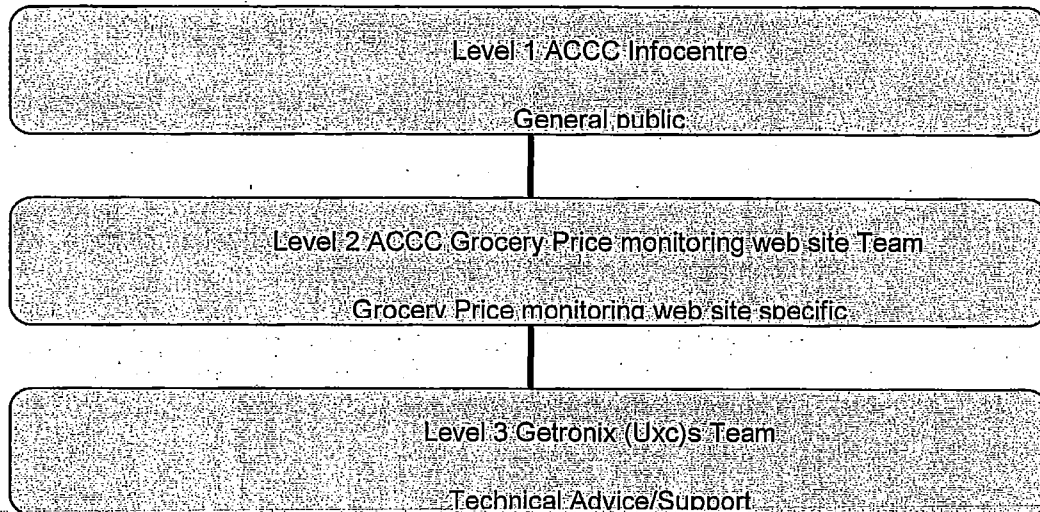 Level 1 ACCC Infocentre
General public
Level 2 ACCC Grocery Price monitoring web site Team
Grocery Price monitoring web site specific
Level 3 Getronix (Uxc)s Team
Technical Advice/Support